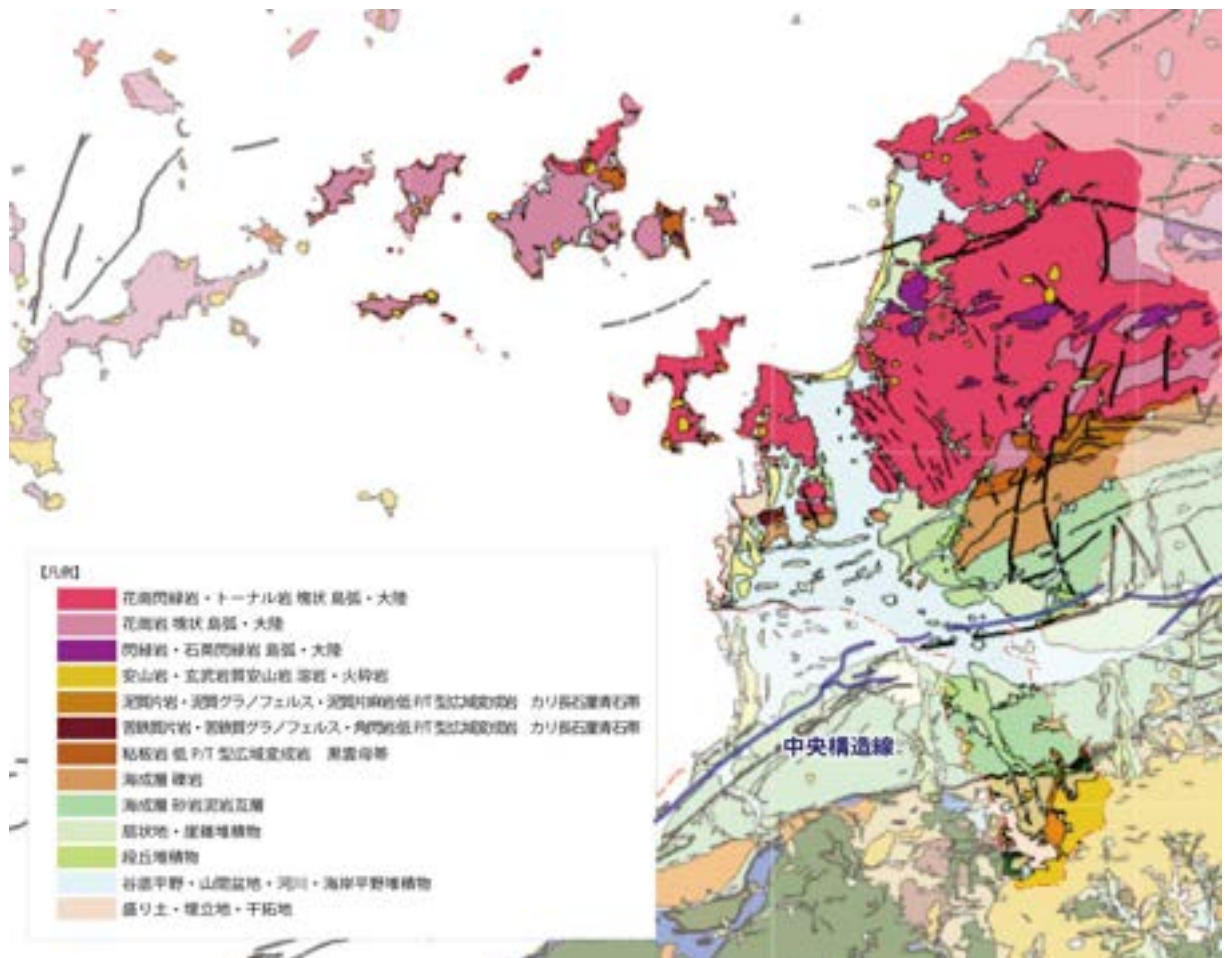 【凡例】
花崗閃緑岩・トーナル岩 塊状 島弧・大陸
花崗岩 塊状 島弧・大陸
閃緑岩・石英閃緑岩 島弧・大陸
安山岩・玄武岩質安山岩 溶岩・火砕岩
泥質片岩・泥質グラノフェルス・泥質片麻岩低P/T型広域変成岩 カリ長石菫青石帯
苦鉄質片岩・苦鉄質グラノフェルス・角閃岩低P/T型広域変成岩 カリ長石菫青石帯
粘板岩 低P/T型広域変成岩 黒雲母帯
海成層 礫岩
海成層 砂岩泥岩互層
扇状地・崖錐堆積物
段丘堆積物
谷底平野・山間盆地・河川・海岸平野堆積物
盛り土・埋立地・干拓地
中央構造線